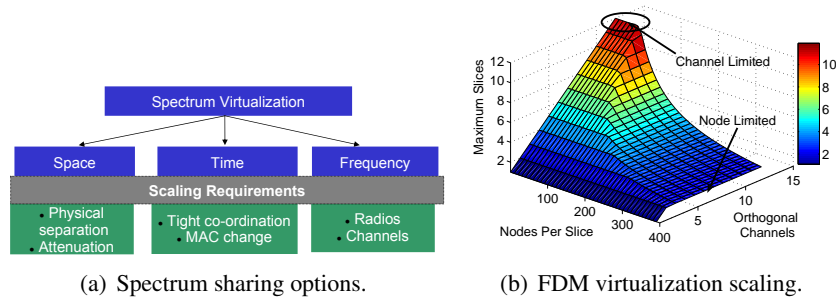 Spectrum Virtualization
Space
Time
Frequency
Scaling Requirements
• Physical
separation
• Attenuation
• Tight co-ordination
• MAC change
• Radios
• Channels
(a) Spectrum sharing options.
Maximum Slices
12
10
8
6
4
2
100
200
300
400
Nodes Per Slice
5
10
15
Orthogonal
Channels
Channel Limited
Node Limited
10
8
6
4
2
(b) FDM virtualization scaling.